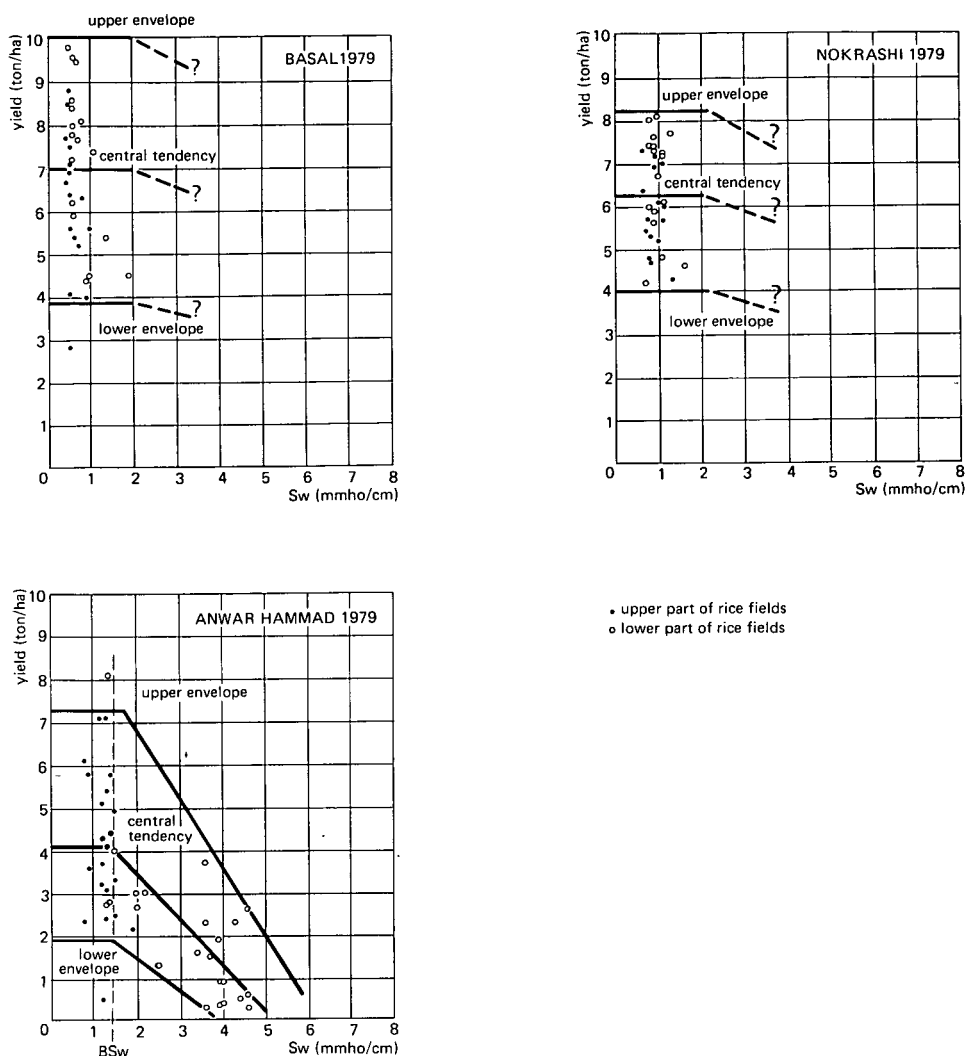 upper envelope
BASAL 1979
yield (ton/ha)
10
9
8
7
6
5
4
3
2
1
0
?
central tendency
?
?
lower envelope
0 1 2 3 4 5 6 7 8
Sw (mmho/cm)
NOKRASHI 1979
yield (ton/ha)
10
9
8
7
6
5
4
3
2
1
upper envelope
?
central tendency
?
?
lower envelope
0 1 2 3 4 5 6 7 8
Sw (mmho/cm)
ANWAR HAMMAD 1979
yield (ton/ha)
10
9
8
7
6
5
4
3
2
1
upper envelope
central
tendency
lower
envelope
0 1 2 3 4 5 6 7 8
BSw
Sw (mmho/cm)
• upper part of rice fields
o lower part of rice fields